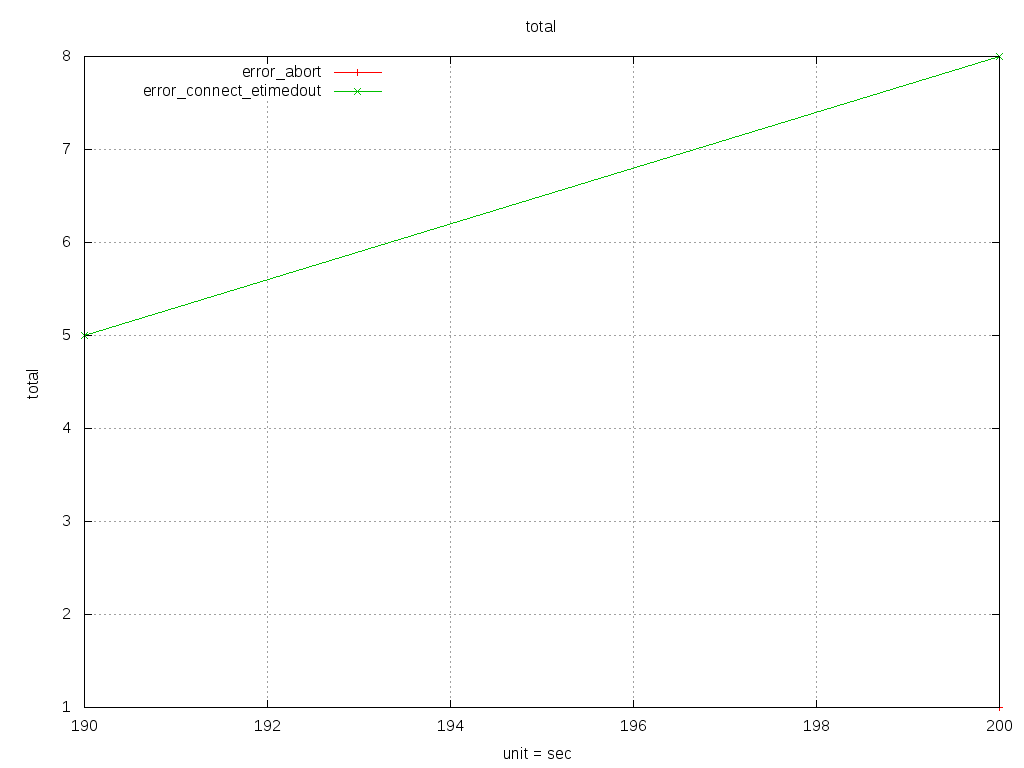 total
8
error_abort
error_connect_etimedout
7
6
5
total
4
3
2
1
190 192 194 196 198 200
unit = sec